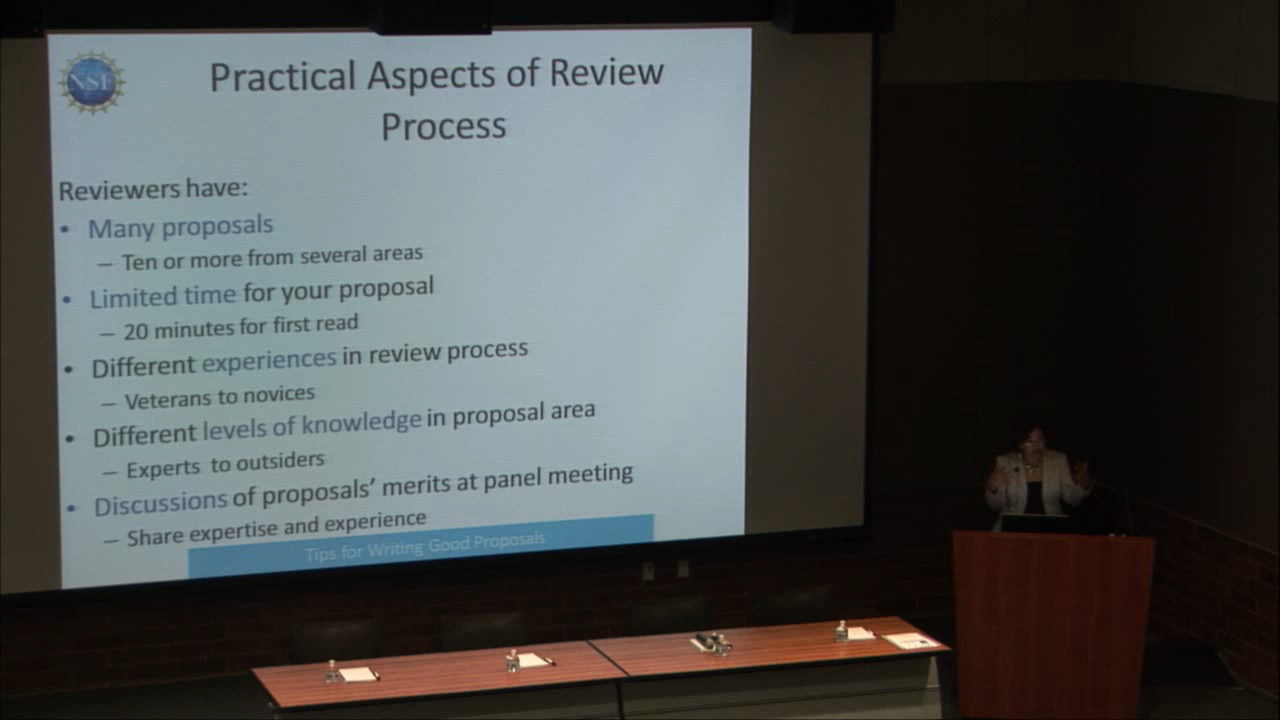 NSF
Practical Aspects of Review
Process
Reviewers have:
• Many proposals
– Ten or more from several areas
• Limited time for your proposal
– 20 minutes for first read
• Different experiences in review process
– Veterans to novices
• Different levels of knowledge in proposal area
– Experts to outsiders
• Discussions of proposals’ merits at panel meeting
– Share expertise and experience
Tips for Writing Good Proposals